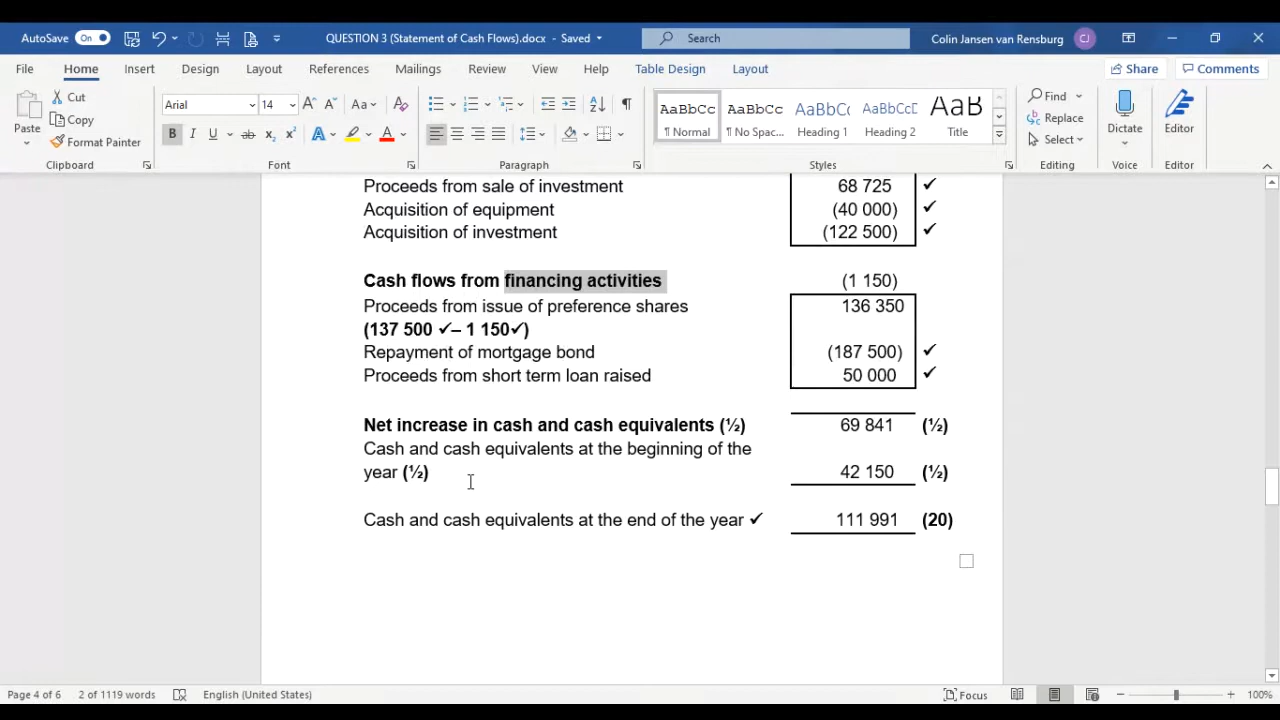 AutoSave On QUESTION 3 (Statement of Cash Flows).docx - Saved Search Colin Jansen van Rensburg CJ
File Home Insert Design Layout References Mailings Review View Help Table Design Layout Share Comments
Paste Cut Copy Format Painter
Arial 14 Aa
B I U ab x₂ x² A A
AaBbCc ¶ Normal AaBbCc ¶ No Spac... AaBbC Heading 1 AaBbCcD Heading 2 AaB Title
Find Replace Select
Dictate Editor
Clipboard Font Paragraph Styles Editing Voice Editor
Proceeds from sale of investment 68 725 ✓
Acquisition of equipment (40 000) ✓
Acquisition of investment (122 500) ✓
Cash flows from financing activities (1 150)
Proceeds from issue of preference shares 136 350
(137 500 ✓– 1 150✓)
Repayment of mortgage bond (187 500) ✓
Proceeds from short term loan raised 50 000 ✓
Net increase in cash and cash equivalents (½) 69 841 (½)
Cash and cash equivalents at the beginning of the
year (½) 42 150 (½)
Cash and cash equivalents at the end of the year ✓ 111 991 (20)
Page 4 of 6 2 of 1119 words English (United States) Focus 100%